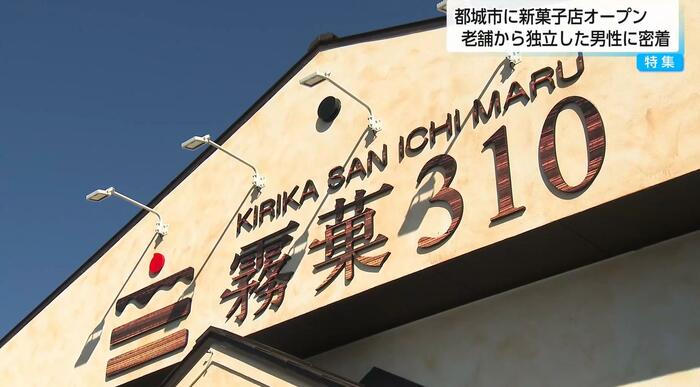 都城市に新菓子店オープン
老舗から独立した男性に密着
特集
KIRIKA SAN ICHI MARU
霧菓310